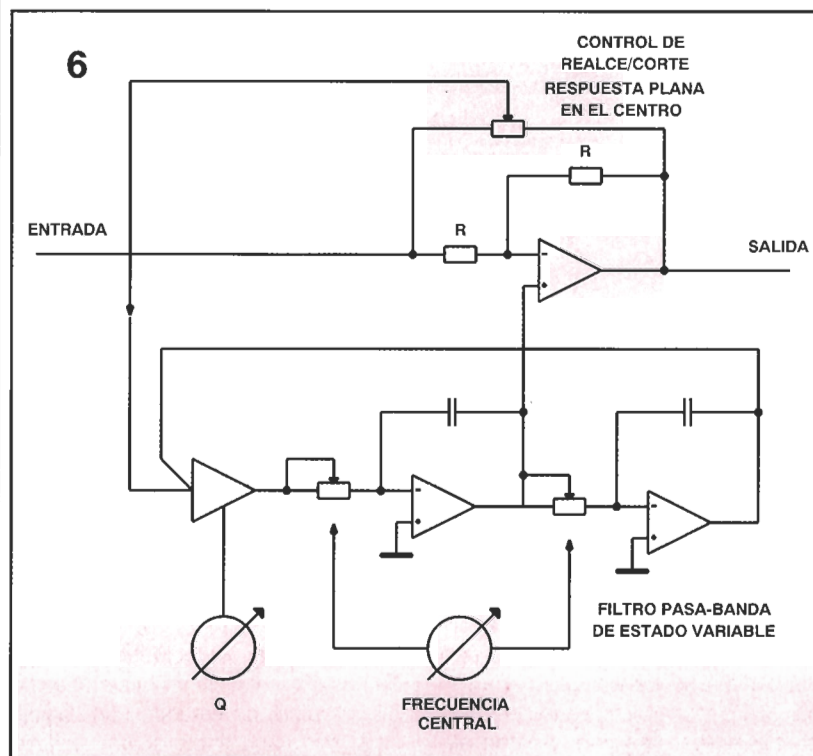 6
CONTROL DE
REALCE/CORTE
RESPUESTA PLANA
EN EL CENTRO
R
R
ENTRADA
SALIDA
FILTRO PASA-BANDA
DE ESTADO VARIABLE
Q
FRECUENCIA
CENTRAL